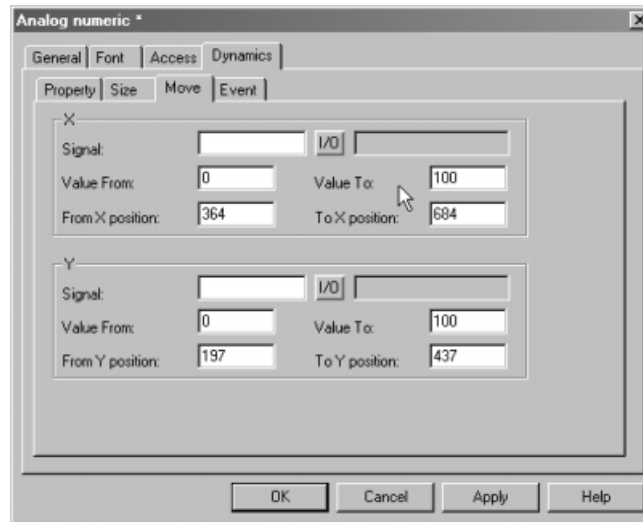 Analog numeric *
General Font Access Dynamics
Property Size Move Event
X
Signal: I/O
Value From: 0 Value To: 100
From X position: 364 To X position: 684
Y
Signal: I/O
Value From: 0 Value To: 100
From Y position: 197 To Y position: 437
OK Cancel Apply Help